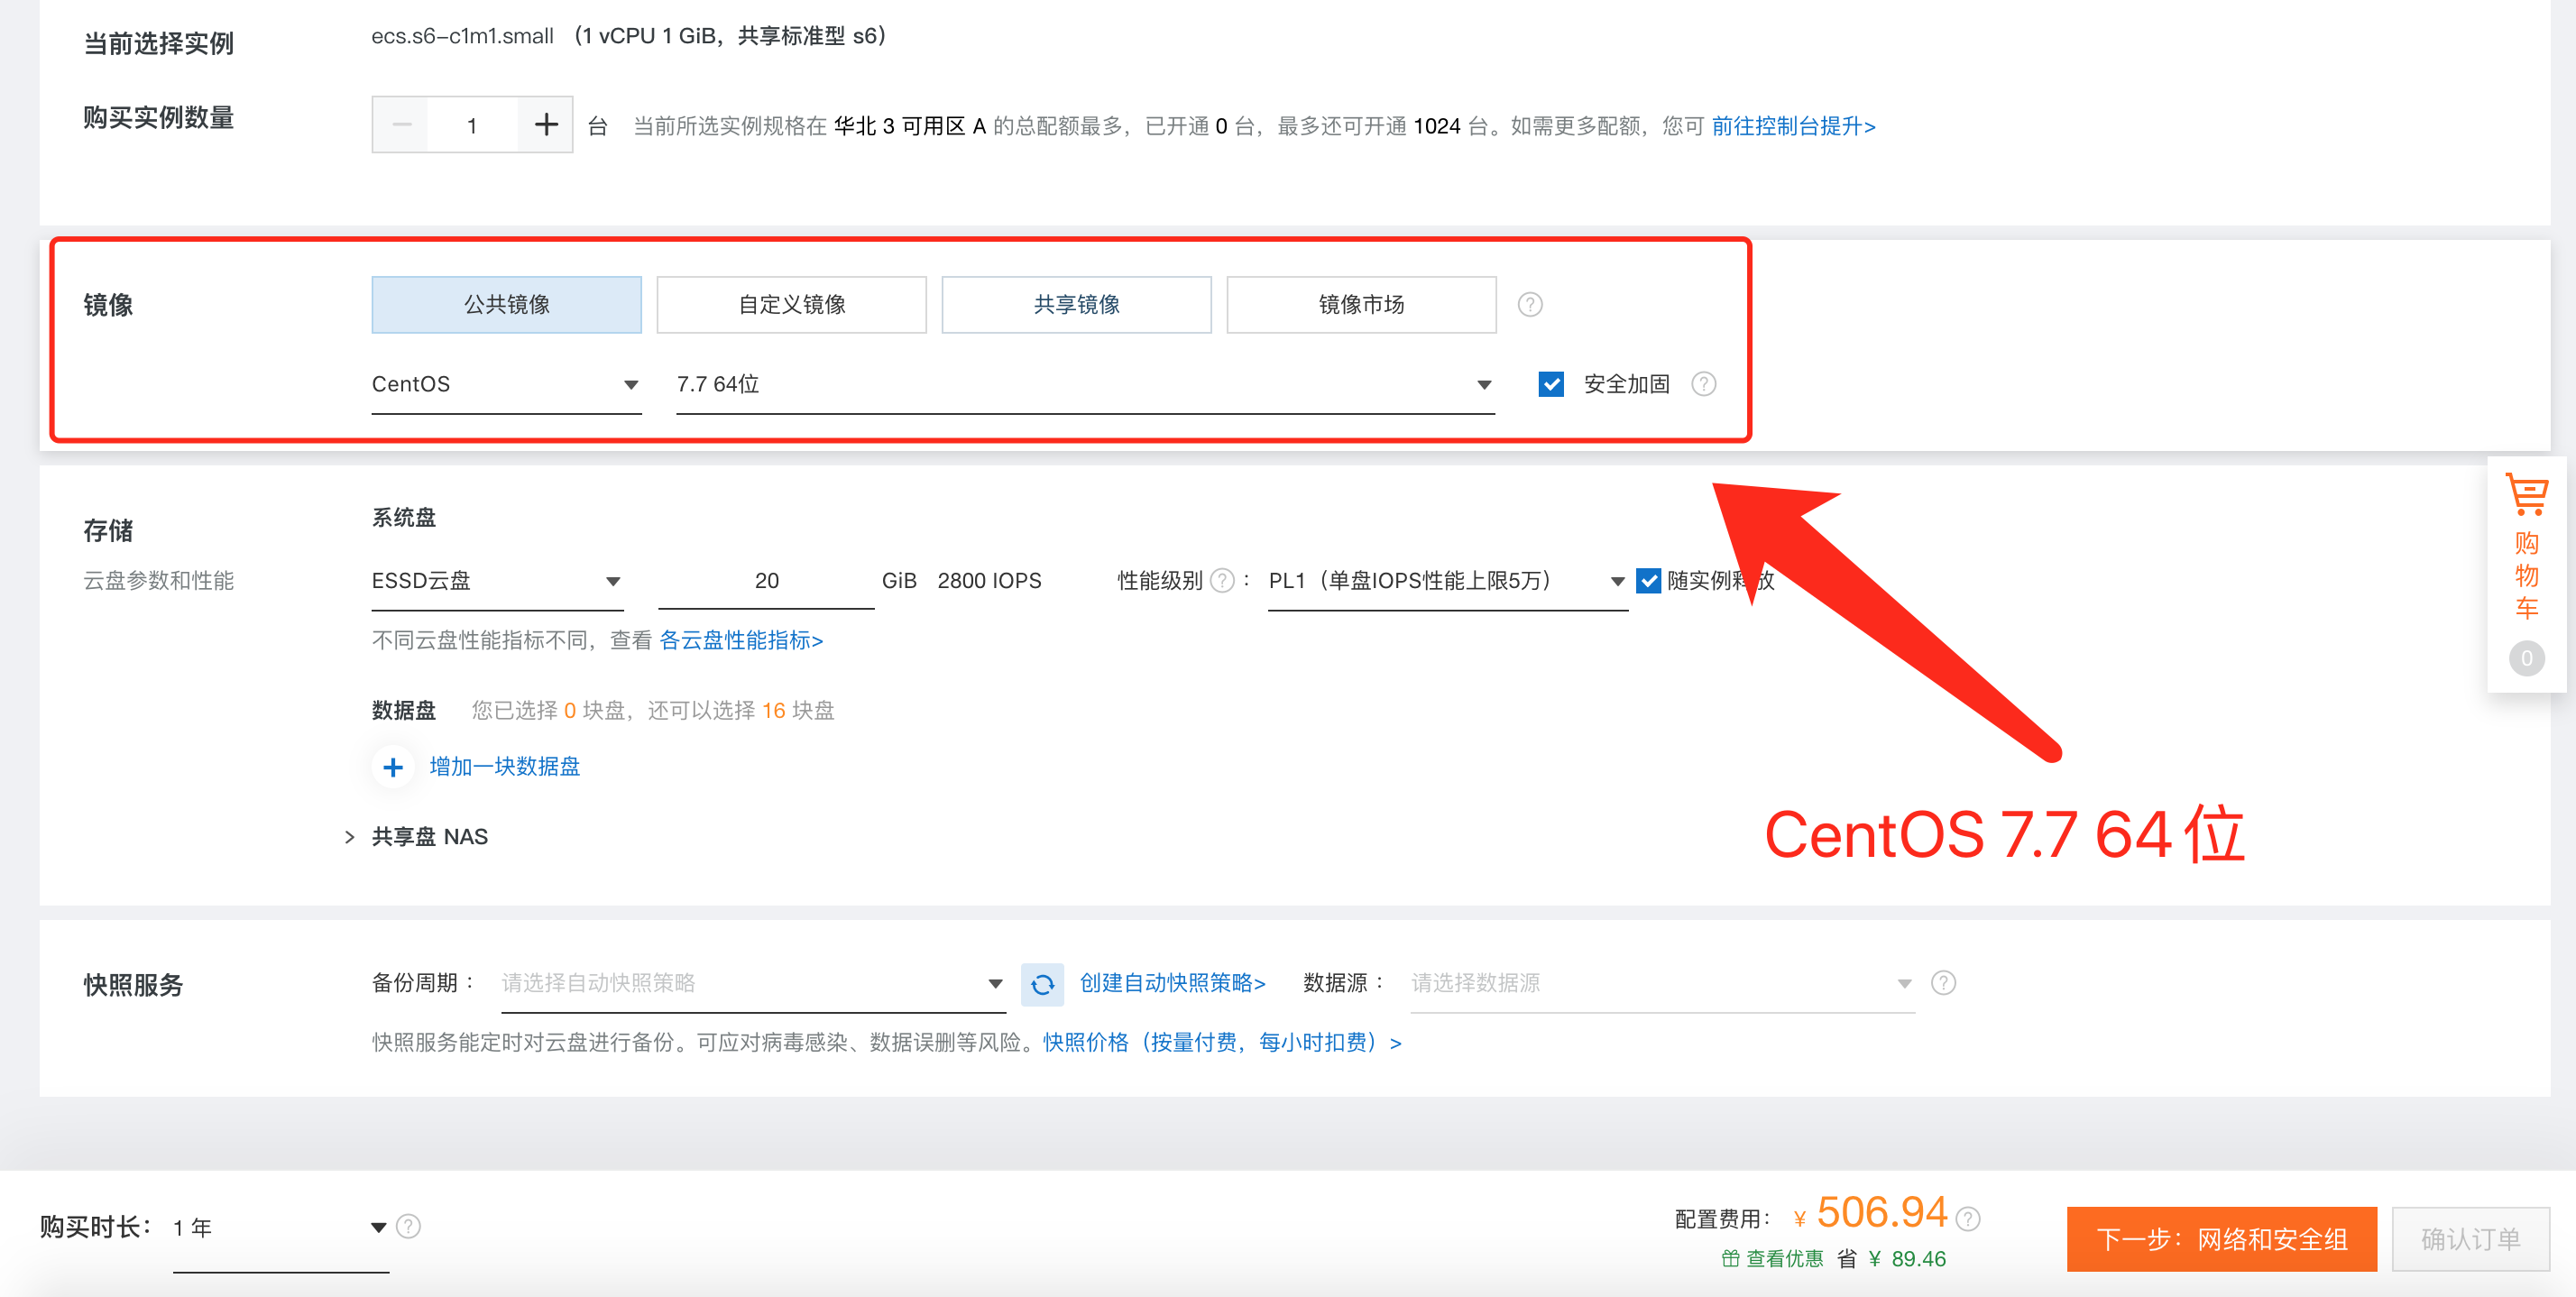 当前选择实例 ecs.s6-c1m1.small （1 vCPU 1 GiB，共享标准型 s6）
购买实例数量 1 台 当前所选实例规格在 华北 3 可用区 A 的总配额最多，已开通 0 台，最多还可开通 1024 台。如需更多配额，您可 前往控制台提升>
镜像 公共镜像 自定义镜像 共享镜像 镜像市场 ?
CentOS 7.7 64位 安全加固 ?
存储 系统盘
云盘参数和性能 ESSD云盘 20 GiB 2800 IOPS 性能级别 ? ： PL1（单盘IOPS性能上限5万） 随实例释放
不同云盘性能指标不同，查看 各云盘性能指标>
数据盘 您已选择 0 块盘，还可以选择 16 块盘
+ 增加一块数据盘
> 共享盘 NAS
CentOS 7.7 64位
购物车
0
快照服务 备份周期： 请选择自动快照策略 创建自动快照策略> 数据源： 请选择数据源 ?
快照服务能定时对云盘进行备份。可应对病毒感染、数据误删等风险。快照价格（按量付费，每小时扣费）>
购买时长： 1 年 ? 配置费用： ¥ 506.94 ? 下一步：网络和安全组 确认订单
查看优惠 省 ¥ 89.46